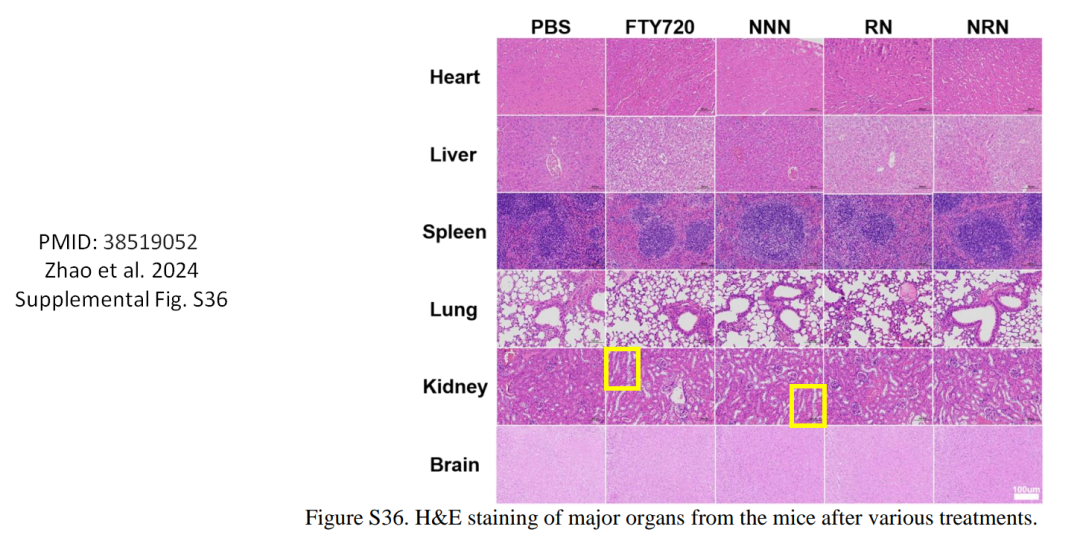 PBS FTY720 NNN RN NRN
Heart
Liver
Spleen
Lung
Kidney
Brain
100um
PMID: 38519052
Zhao et al. 2024
Supplemental Fig. S36
Figure S36. H&E staining of major organs from the mice after various treatments.